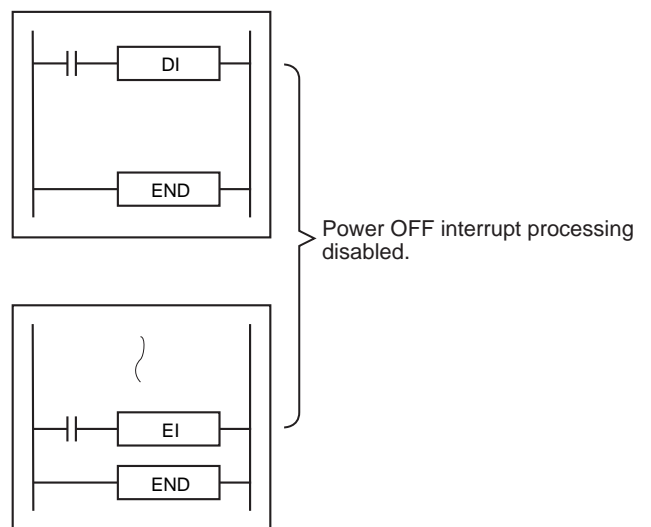 DI
END
Power OFF interrupt processing
disabled.
EI
END